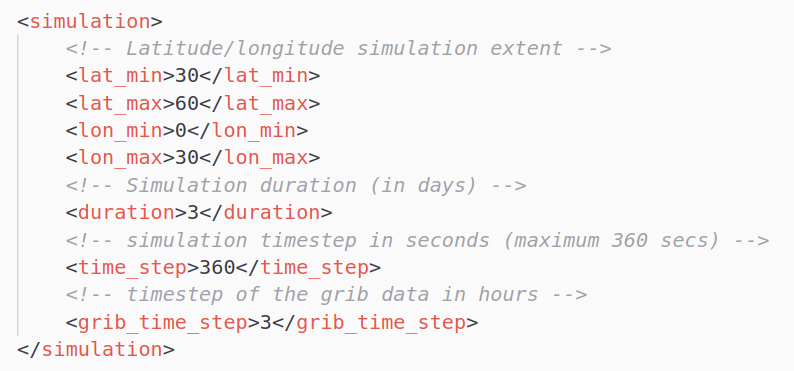 <simulation>
<!-- Latitude/longitude simulation extent -->
<lat_min>30</lat_min>
<lat_max>60</lat_max>
<lon_min>0</lon_min>
<lon_max>30</lon_max>
<!-- Simulation duration (in days) -->
<duration>3</duration>
<!-- simulation timestep in seconds (maximum 360 secs) -->
<time_step>360</time_step>
<!-- timestep of the grib data in hours -->
<grib_time_step>3</grib_time_step>
</simulation>